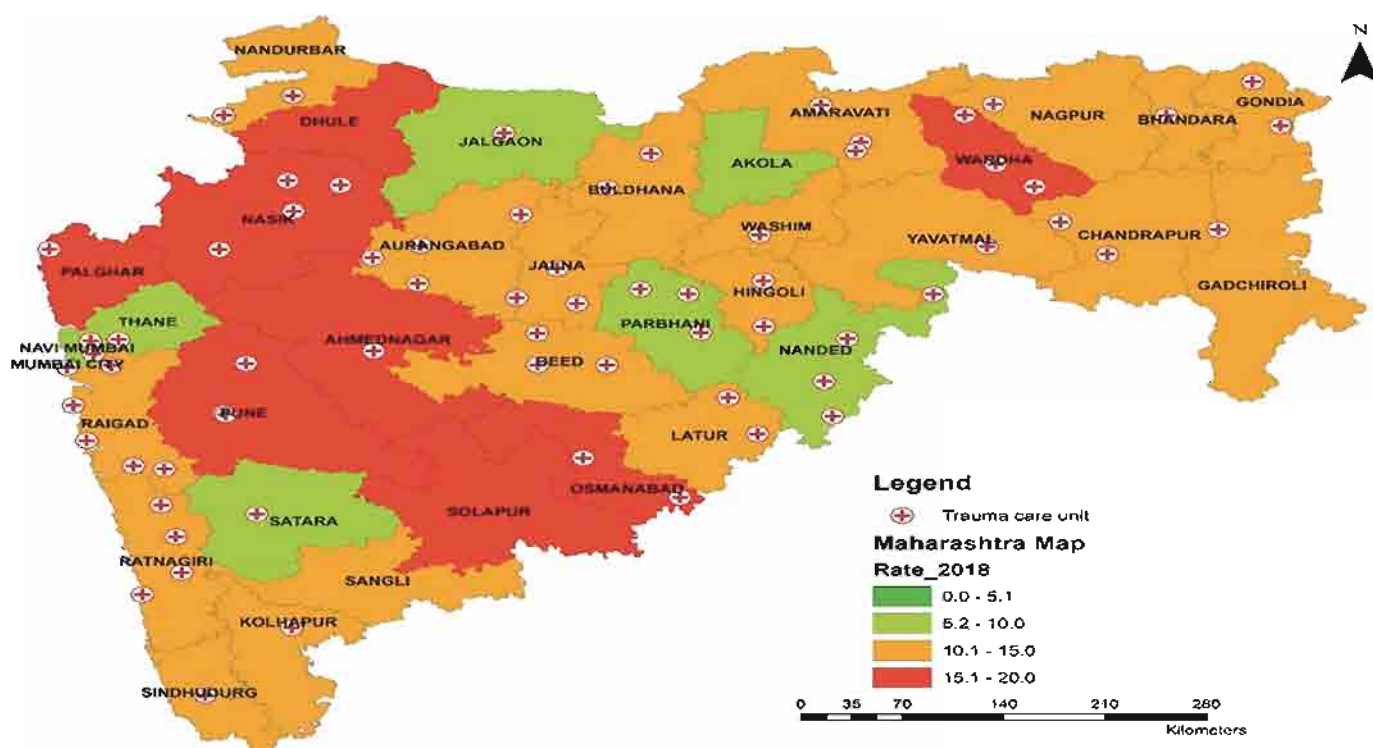 N
NANDURBAR
DHULE
JALGAON
AMARAVATI
NAGPUR
BHANDARA
GONDIA
AKOLA
WARDHA
BULDHANA
NASIK
WASHIM
YAVATMAL
CHANDRAPUR
AURANGABAD
JALNA
PALGHAR
HINGOLI
GADCHIROLI
THANE
PARBHANI
AHMEDNAGAR
NAVI MUMBAI
NANDED
MUMBAI CITY
BEED
PUNE
RAIGAD
LATUR
OSMANABAD
SOLAPUR
SATARA
RATNAGIRI
SANGLI
KOLHAPUR
SINDHUDURG
Legend
Trauma care unit
Maharashtra Map
Rate_2018
0.0 - 5.1
5.2 - 10.0
10.1 - 15.0
15.1 - 20.0
0 35 70 140 210 280
Kilometers